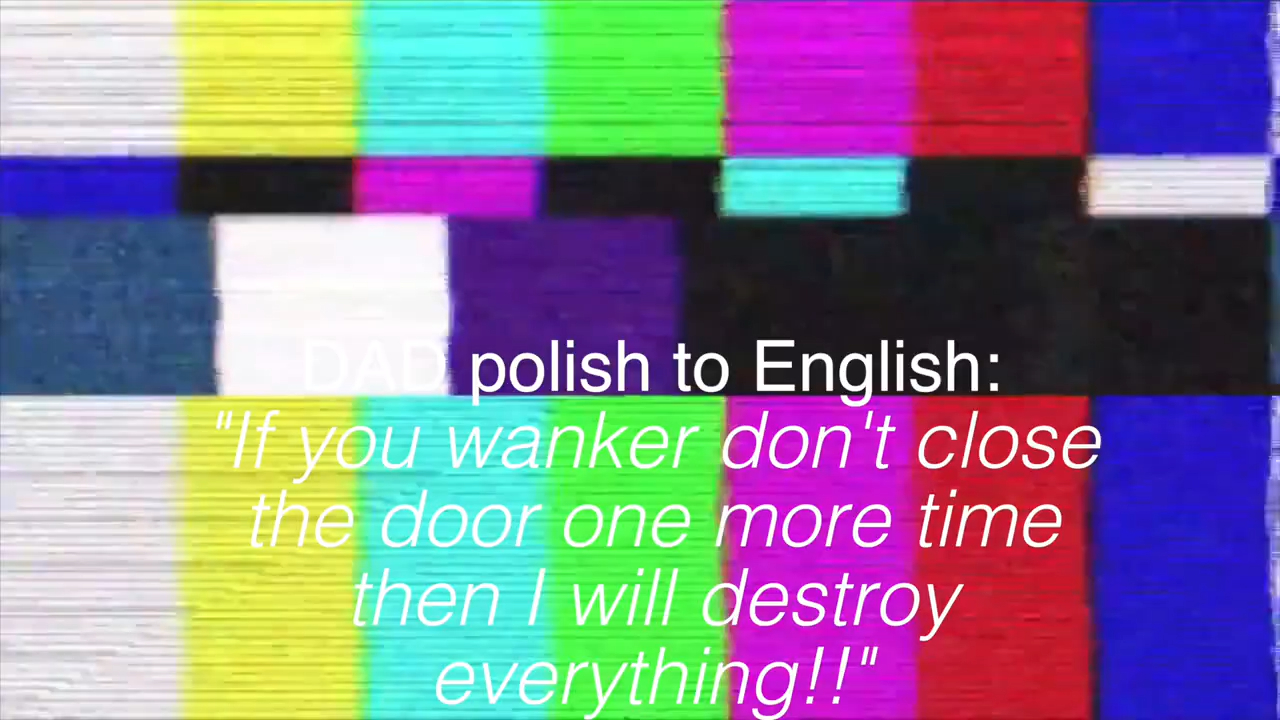 DAD polish to English:
"If you wanker don't close
the door one more time
then I will destroy
everything!!"